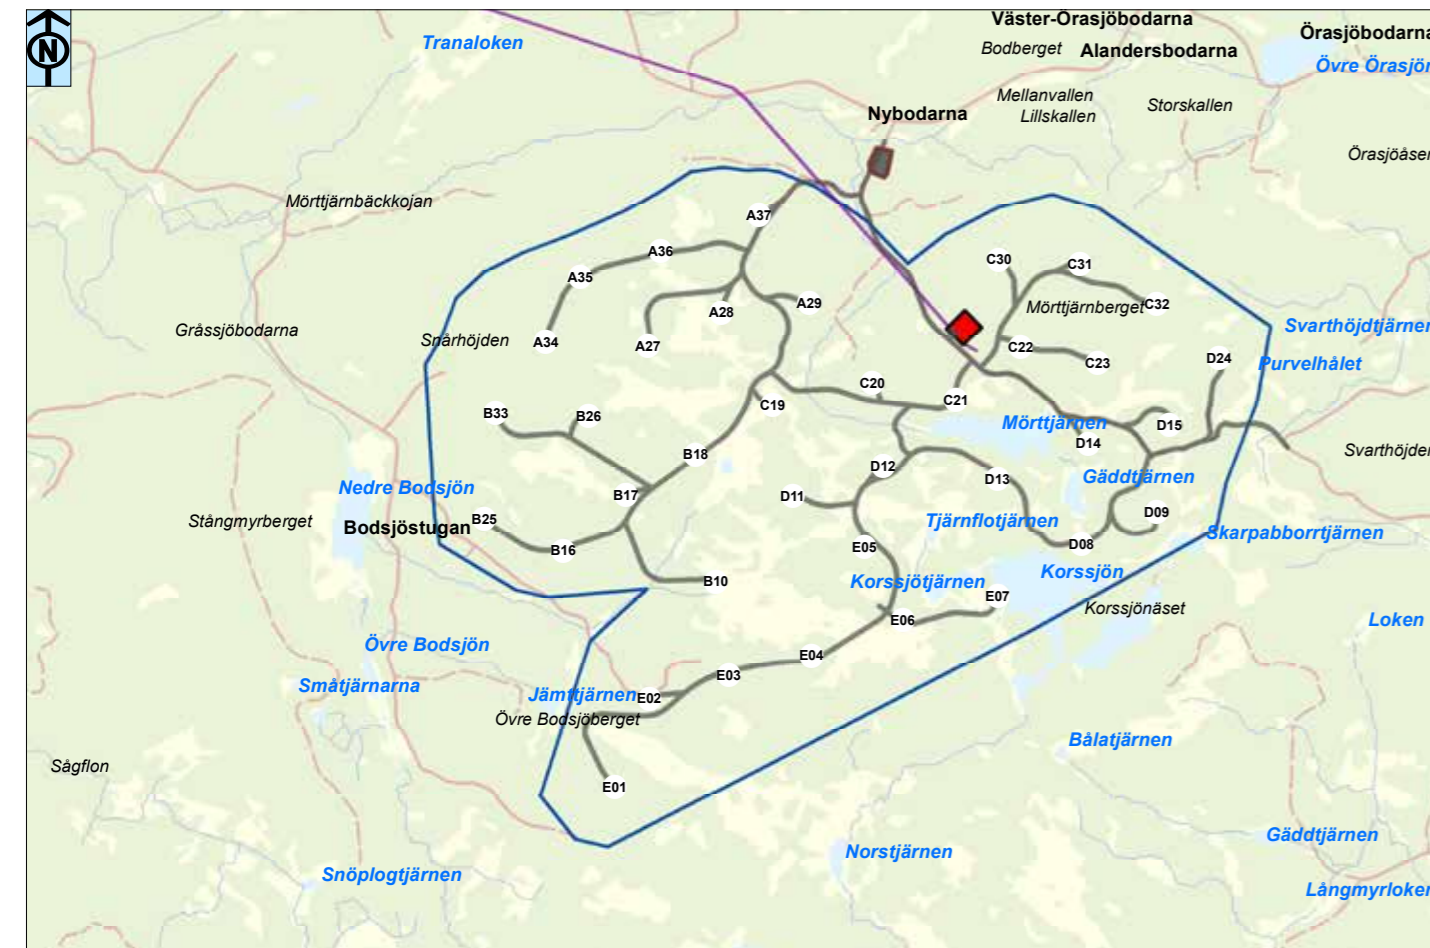 Väster-Örasjöbodarna
Örasjöbodarna
Tranaloken
Bodberget
Alandersbodarna
Övre Örasjön
N
Mellanvallen
Storskallen
Nybodarna
Lillskallen
Örasjöåsen
Mörttjärnbäckkojan
A37
A36
C30
C31
A35
A29
Mörttjärnberget
C32
A28
Gråssjöbodarna
Snårhöjden
A34
A27
Svarthöjdtjärnen
C22
C23
D24
Purvelhålet
C20
C21
C19
B33
B26
Mörttjärnen
D15
D14
B18
Svarthöjden
D12
D13
Gäddtjärnen
Nedre Bodsjön
B17
D11
D09
Stångmyrberget
Bodsjöstugan
B25
Tjärnflotjärnen
Skarpabborrtjärnen
B16
E05
D08
Korssjötjärnen
Korssjön
B10
E07
Korssjönäset
E06
Loken
Övre Bodsjön
E04
E03
Småtjärnarna
Jämttjärnen
E02
Övre Bodsjöberget
Bålatjärnen
Sågflon
E01
Gäddtjärnen
Norstjärnen
Snöplogtjärnen
Långmyrloken